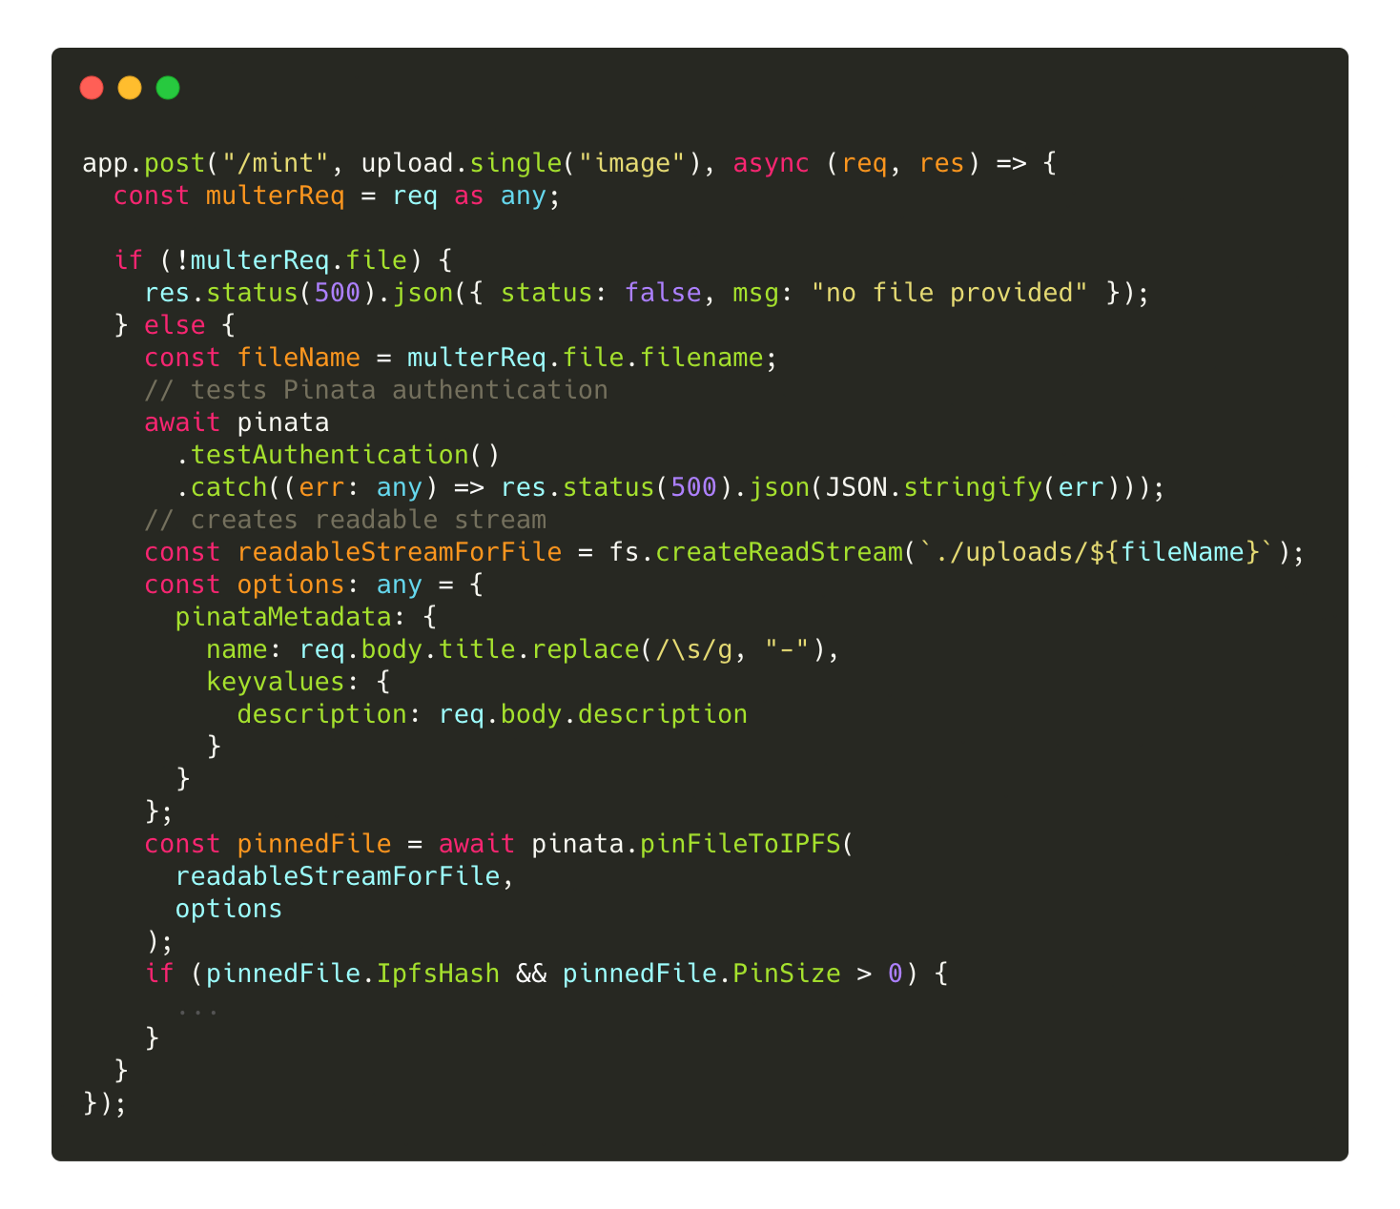 app.post("/mint", upload.single("image"), async (req, res) => {
  const multerReq = req as any;

  if (!multerReq.file) {
    res.status(500).json({ status: false, msg: "no file provided" });
  } else {
    const fileName = multerReq.file.filename;
    // tests Pinata authentication
    await pinata
      .testAuthentication()
      .catch((err: any) => res.status(500).json(JSON.stringify(err)));
    // creates readable stream
    const readableStreamForFile = fs.createReadStream(`./uploads/${fileName}`);
    const options: any = {
      pinataMetadata: {
        name: req.body.title.replace(/\s/g, "-"),
        keyvalues: {
          description: req.body.description
        }
      }
    };
    const pinnedFile = await pinata.pinFileToIPFS(
      readableStreamForFile,
      options
    );
    if (pinnedFile.IpfsHash && pinnedFile.PinSize > 0) {
      ...
    }
  }
});